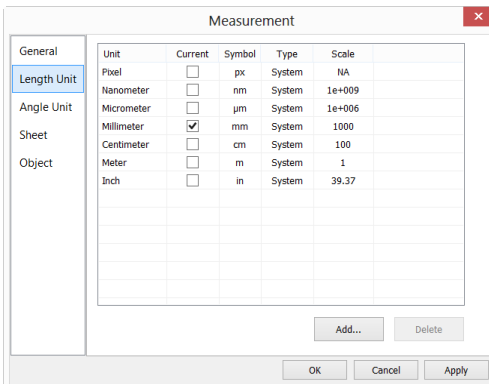 Measurement
General
Length Unit
Angle Unit
Sheet
Object
Unit Current Symbol Type Scale
Pixel px System NA
Nanometer nm System 1e+009
Micrometer µm System 1e+006
Millimeter mm System 1000
Centimeter cm System 100
Meter m System 1
Inch in System 39.37
Add... Delete
OK Cancel Apply